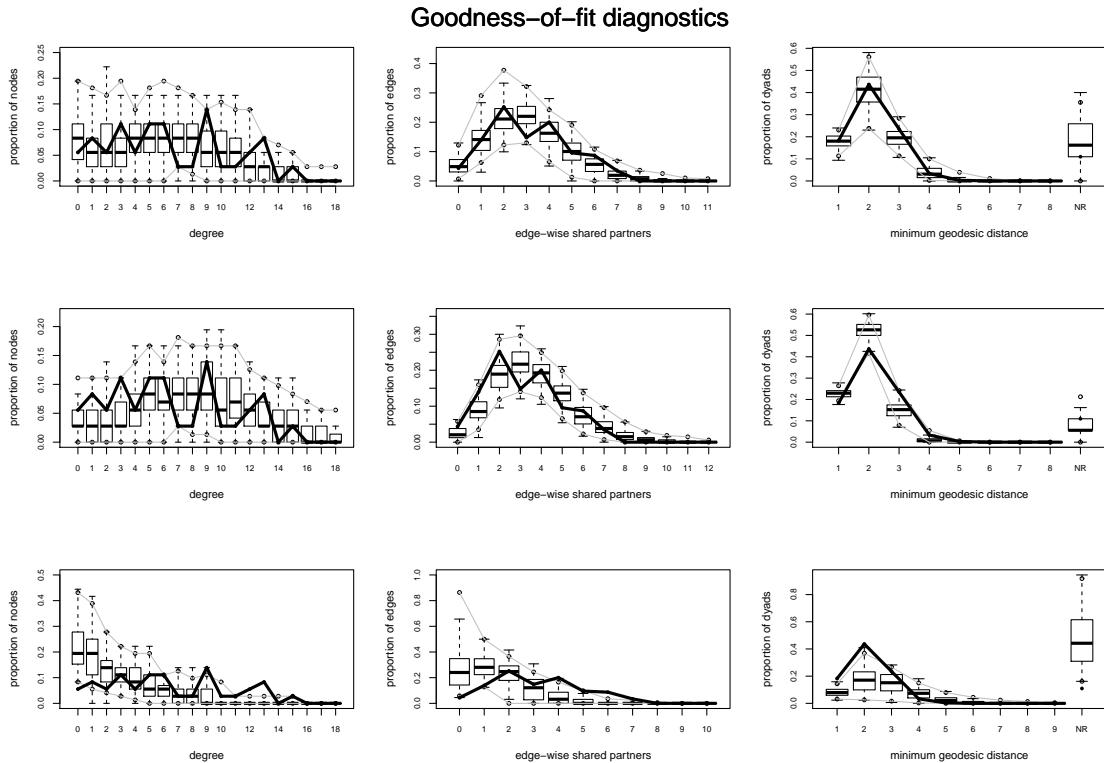 Goodness−of−fit diagnostics
0.00 0.05 0.10 0.15 0.20 0.25
proportion of nodes
0 1 2 3 4 5 6 7 8 9 10 12 14 16 18
degree
0.0 0.1 0.2 0.3 0.4
proportion of edges
0 1 2 3 4 5 6 7 8 9 10 11
edge−wise shared partners
0.0 0.1 0.2 0.3 0.4 0.5 0.6
proportion of dyads
1 2 3 4 5 6 7 8 NR
minimum geodesic distance
0.00 0.05 0.10 0.15 0.20
proportion of nodes
0 1 2 3 4 5 6 7 8 9 10 12 14 16 18
degree
0.00 0.10 0.20 0.30
proportion of edges
0 1 2 3 4 5 6 7 8 9 10 11 12
edge−wise shared partners
0.0 0.1 0.2 0.3 0.4 0.5 0.6
proportion of dyads
1 2 3 4 5 6 7 8 NR
minimum geodesic distance
0.0 0.1 0.2 0.3 0.4 0.5
proportion of nodes
0 1 2 3 4 5 6 7 8 9 11 13 15 18
degree
0.0 0.2 0.4 0.6 0.8 1.0
proportion of edges
0 1 2 3 4 5 6 7 8 9 10
edge−wise shared partners
0.0 0.2 0.4 0.6 0.8
proportion of dyads
1 2 3 4 5 6 7 8 9 NR
minimum geodesic distance